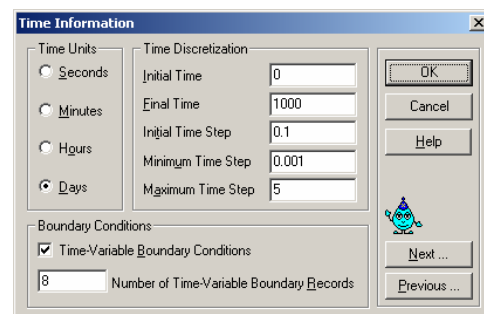 Time Information
Time Units
Seconds
Minutes
Hours
Days
Time Discretization
Initial Time 0
Final Time 1000
Initial Time Step 0.1
Minimum Time Step 0.001
Maximum Time Step 5
Boundary Conditions
Time-Variable Boundary Conditions
8 Number of Time-Variable Boundary Records
OK
Cancel
Help
Next ...
Previous ...